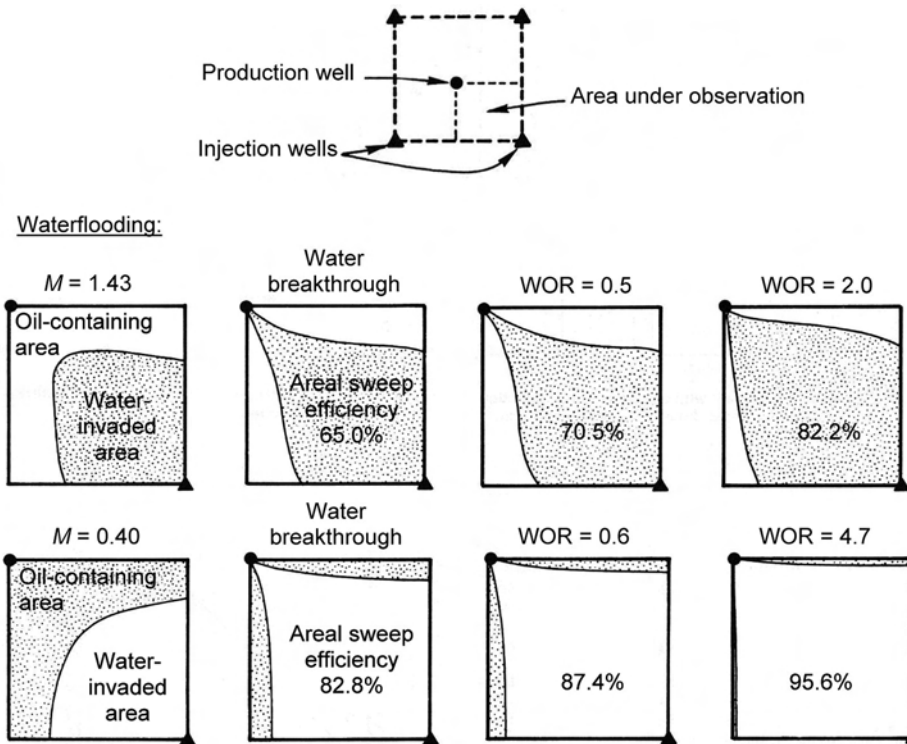 Production well
Area under observation
Injection wells
Waterflooding:
M = 1.43
Water
breakthrough
WOR = 0.5
WOR = 2.0
Oil-containing
area
Water-
invaded
area
Areal sweep
efficiency
65.0%
70.5%
82.2%
M = 0.40
Water
breakthrough
WOR = 0.6
WOR = 4.7
Oil-containing
area
Water-
invaded
area
Areal sweep
efficiency
82.8%
87.4%
95.6%